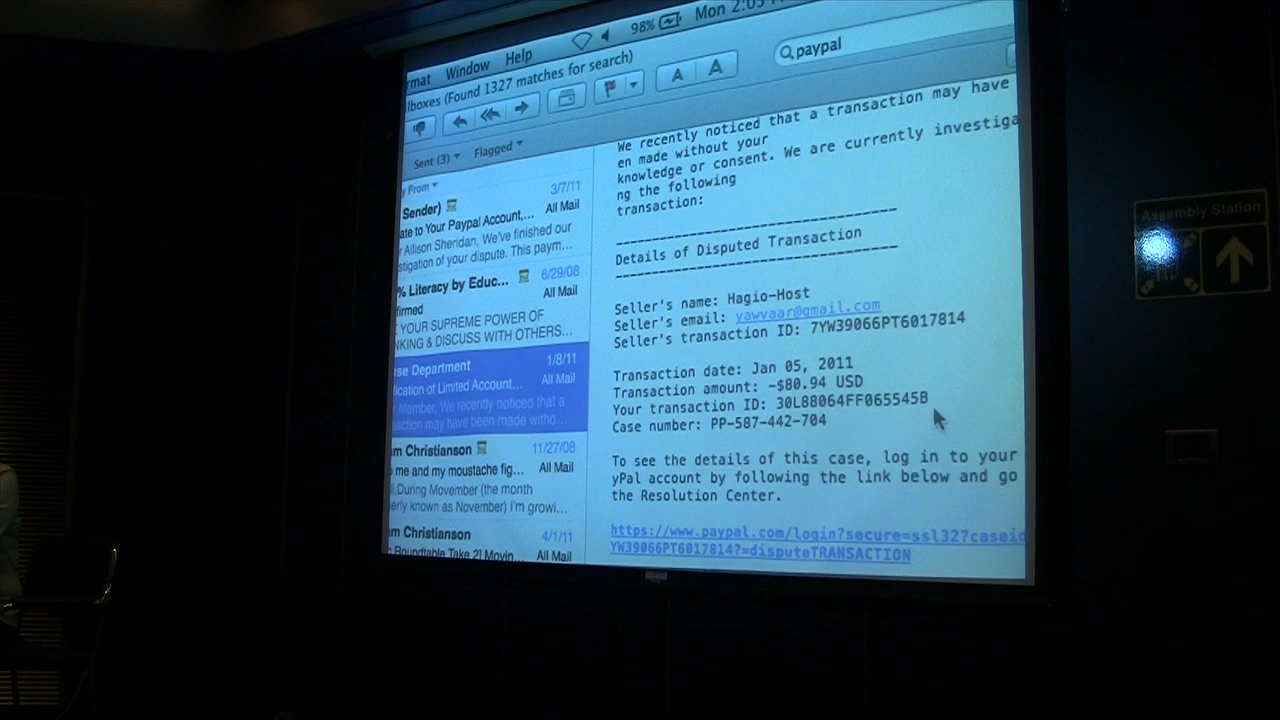 rmat Window Help 98% Mon 2:05
lboxes (Found 1327 matches for search)
paypal
A A
Sent (3) Flagged
y From
Sender) 3/7/11
ate to Your Paypal Account,... All Mail
r Allison Sheridan, We've finished our
stigation of your dispute. This paym...
% Literacy by Educ... 6/29/08
firmed All Mail
YOUR SUPREME POWER OF
NKING & DISCUSS WITH OTHERS...
se Department 1/8/11
fication of Limited Account... All Mail
r Member, We recently noticed that a
saction may have been made witho...
am Christianson 11/27/08
o me and my moustache fig... All Mail
i,During Movember (the month
erly known as November) I'm growi...
am Christianson 4/1/11
Roundtable Take 2! Movin... All Mail
We recently noticed that a transaction may have
en made without your
knowledge or consent. We are currently investiga
ng the following
transaction:
------------------------------------
Details of Disputed Transaction
------------------------------------
Seller's name: Hagio-Host
Seller's email: yawvaar@gmail.com
Seller's transaction ID: 7YW39066PT6017814
Transaction date: Jan 05, 2011
Transaction amount: -$80.94 USD
Your transaction ID: 30L88064FF065545B
Case number: PP-587-442-704
To see the details of this case, log in to your
yPal account by following the link below and go
the Resolution Center.
https://www.paypal.com/login?secure=ssl32?caseid
YW39066PT6017814?=disputeTRANSACTION
Assembly Station